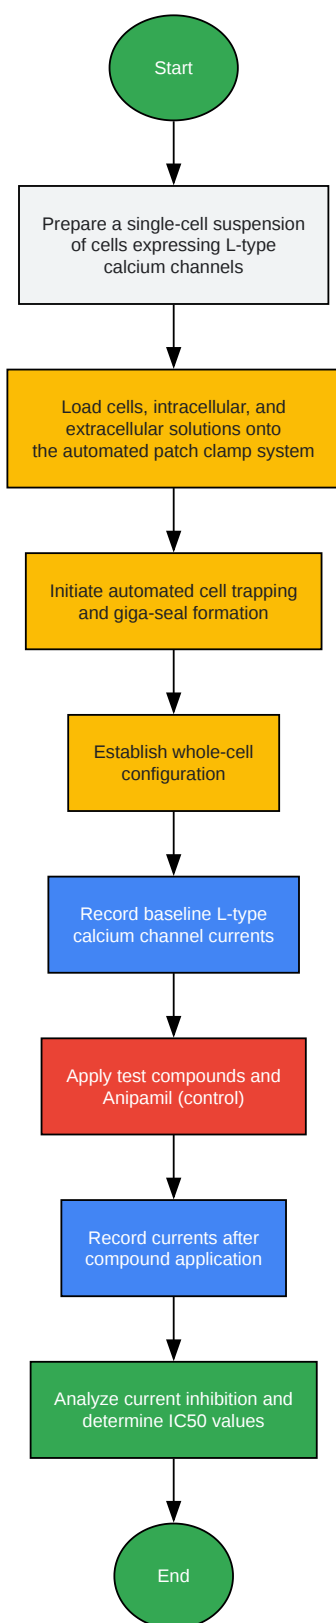 Start
Prepare a single-cell suspension
of cells expressing L-type
calcium channels
Load cells, intracellular, and
extracellular solutions onto
the automated patch clamp system
Initiate automated cell trapping
and giga-seal formation
Establish whole-cell
configuration
Record baseline L-type
calcium channel currents
Apply test compounds and
Anipamil (control)
Record currents after
compound application
Analyze current inhibition and
determine IC50 values
End